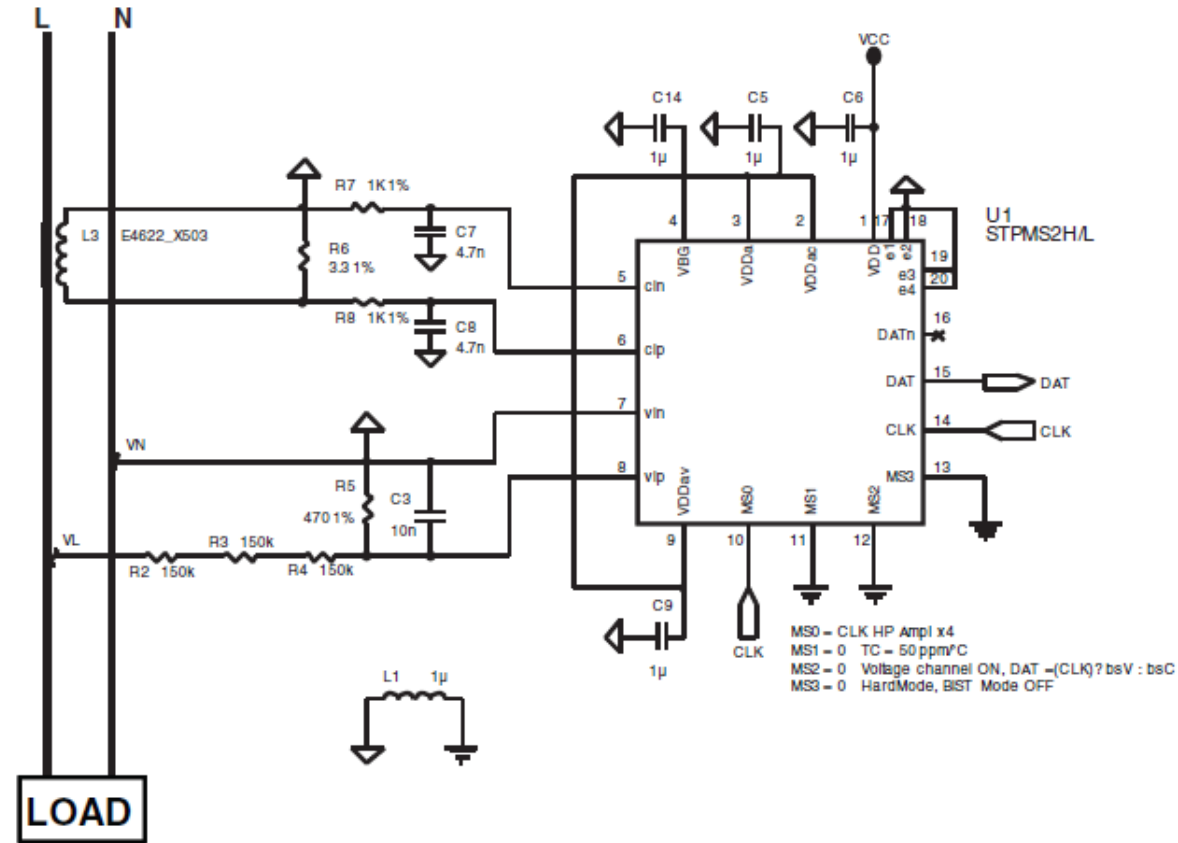 L N
VCC
C14 C5 C6
1µ 1µ 1µ
R7 1K1%
L3 E4622_X503
R6
3.3 1%
C7
4.7n
R8 1K1%
C8
4.7n
4 3 2 1 17 18
VBG VDDa VDDac VDD e1 e2
U1
STPMS2H/L
19
e3
20
e4
5 cin
16
DATn
6 cip
DAT 15 DAT
7 vin
CLK 14 CLK
VN
8 vip
MS3 13
R5
470 1%
C3
10n
VL
R2 150k
R3 150k
R4 150k
VDDav MS0 MS1 MS2
9 10 11 12
C9
1µ
CLK
MS0 = CLK HP Ampl x4
MS1 = 0 TC = 50 ppm/°C
MS2 = 0 Voltage channel ON, DAT =(CLK)? bsV : bsC
MS3 = 0 HardMode, BIST Mode OFF
L1 1µ
LOAD